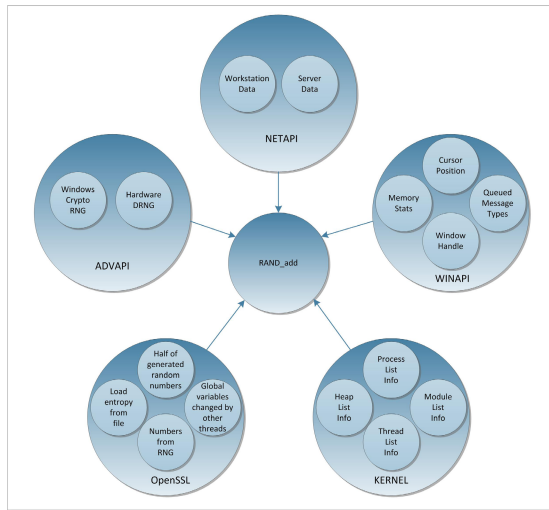 Workstation
Data
Server
Data
NETAPI
Windows
Crypto
RNG
Hardware
DRNG
ADVAPI
Cursor
Position
Memory
Stats
Queued
Message
Types
Window
Handle
WINAPI
RAND_add
Half of
generated
random
numbers
Load
entropy
from
file
Global
variables
changed by
other
threads
Numbers
from
RNG
OpenSSL
Process
List
Info
Heap
List
Info
Module
List
Info
Thread
List
Info
KERNEL